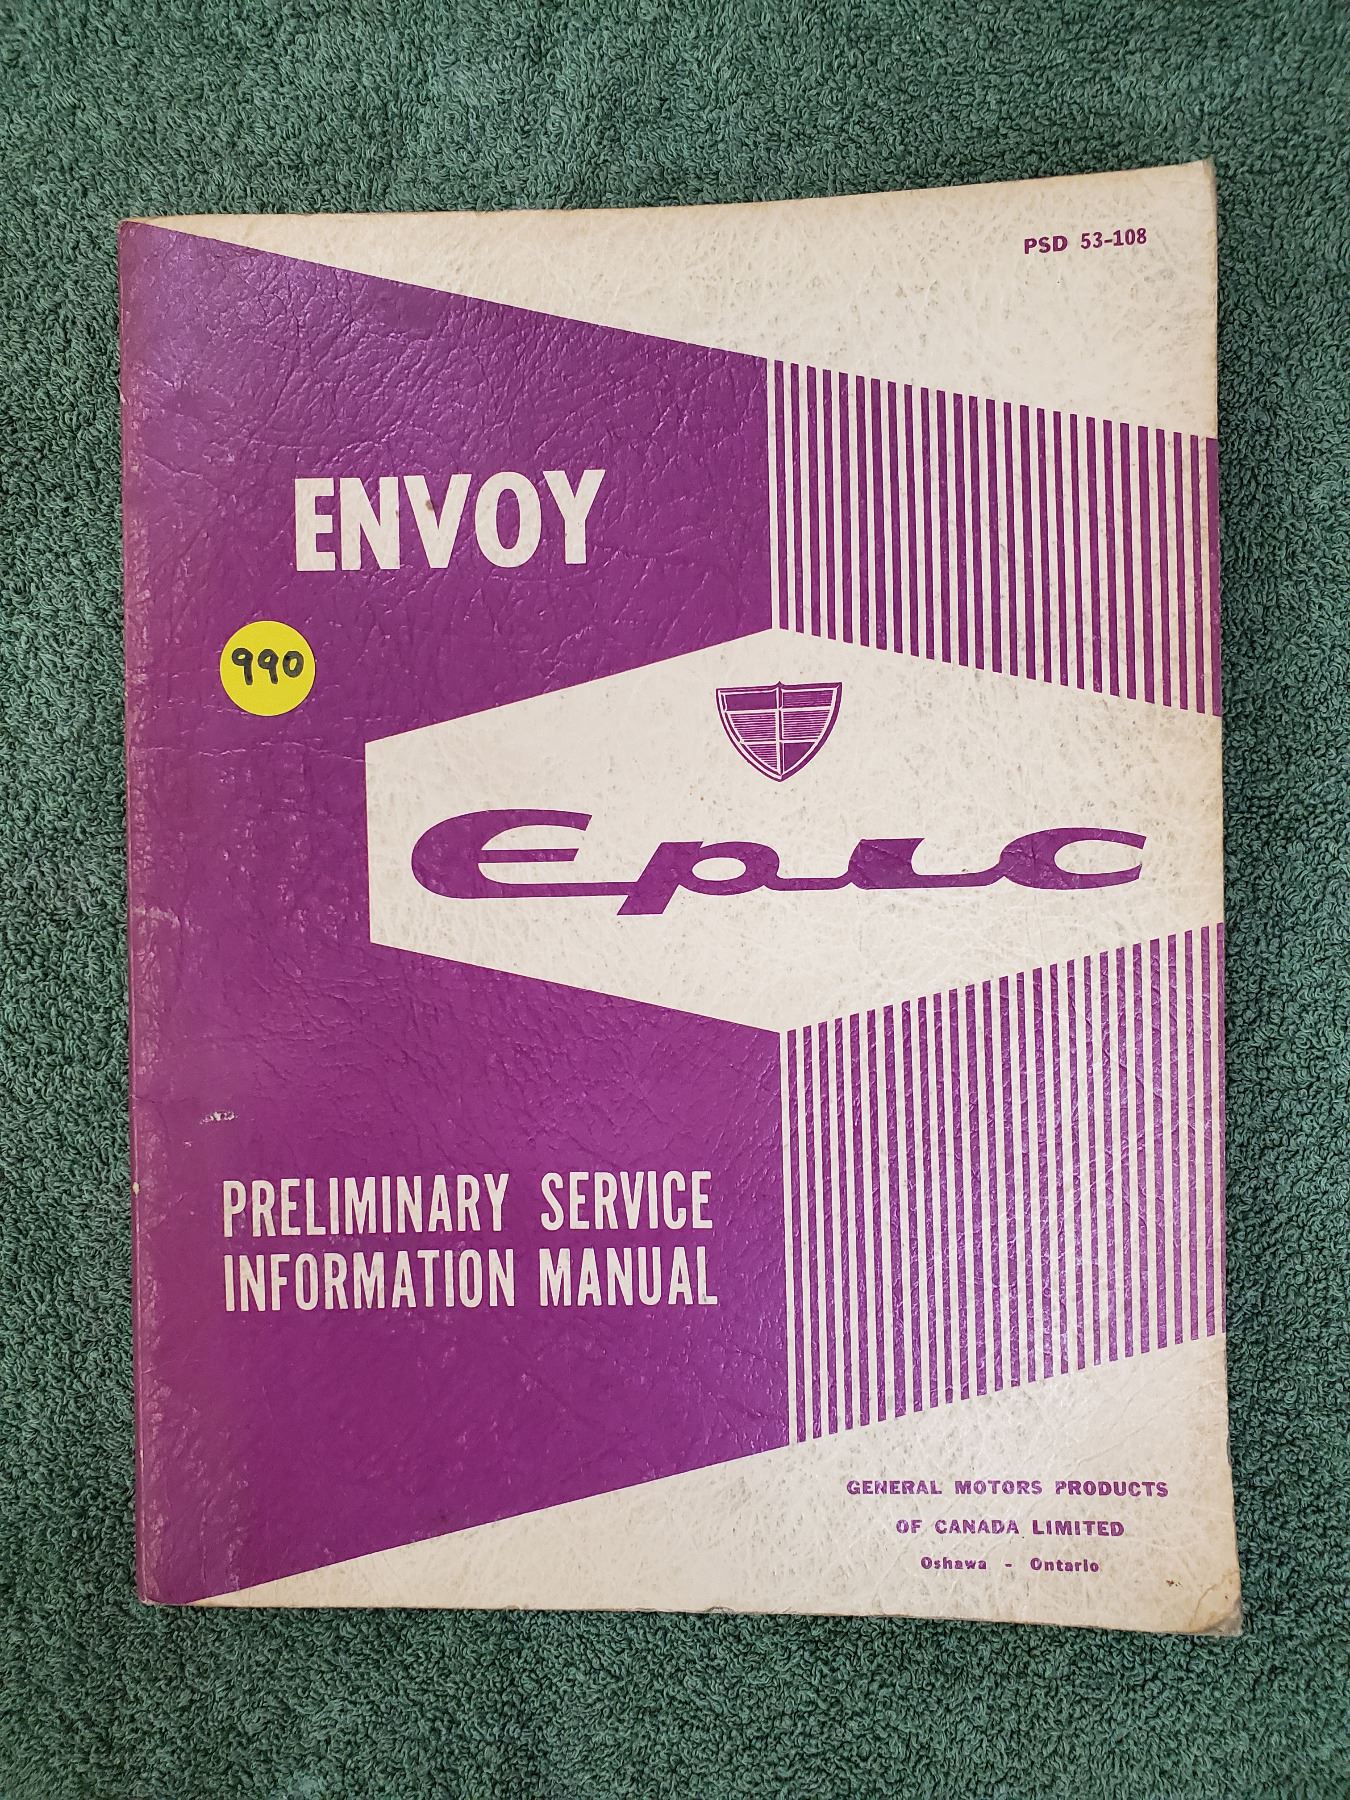 PSD 53-108
ENVOY
990
Epic
PRELIMINARY SERVICE
INFORMATION MANUAL
GENERAL MOTORS PRODUCTS
OF CANADA LIMITED
Oshawa - Ontario